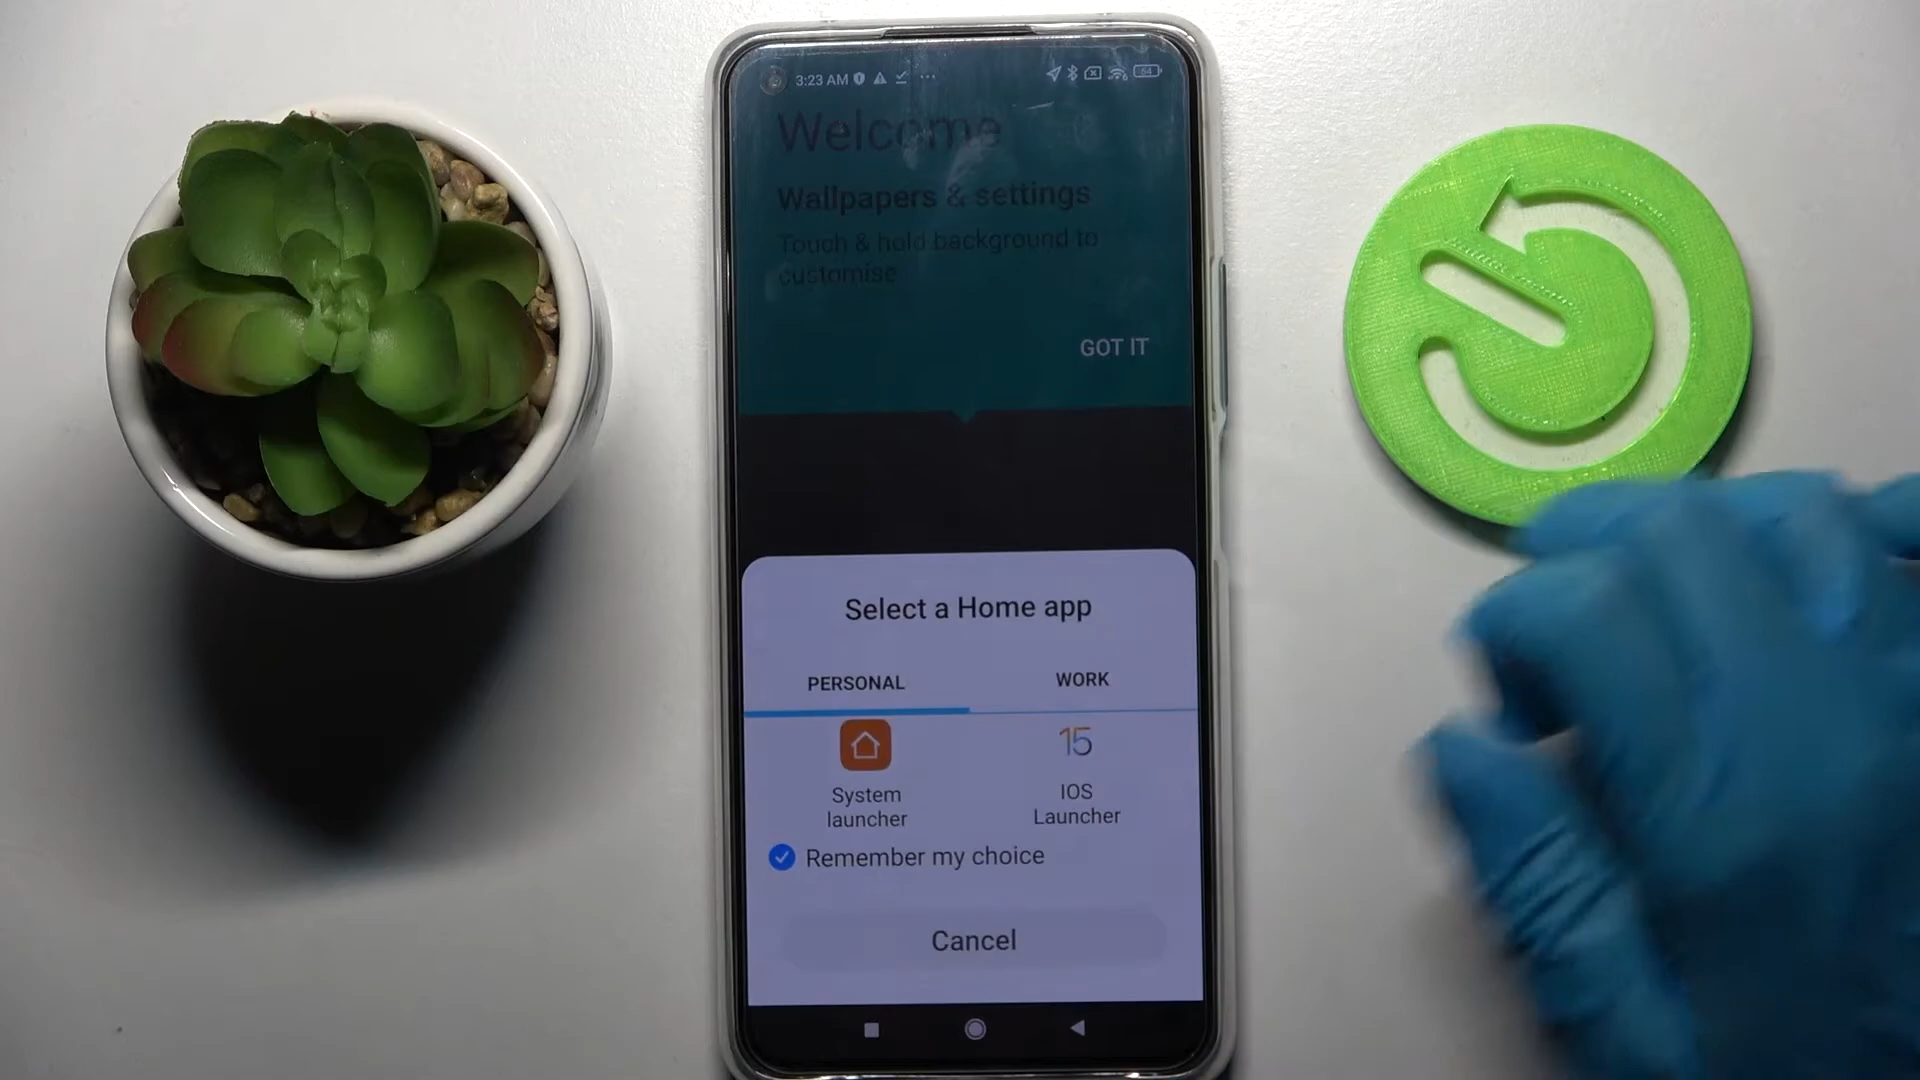 3:23 AM
54
Welcome
Wallpapers & settings
Touch & hold background to
customise
GOT IT
Select a Home app
PERSONAL WORK
15
System
launcher
IOS
Launcher
Remember my choice
Cancel